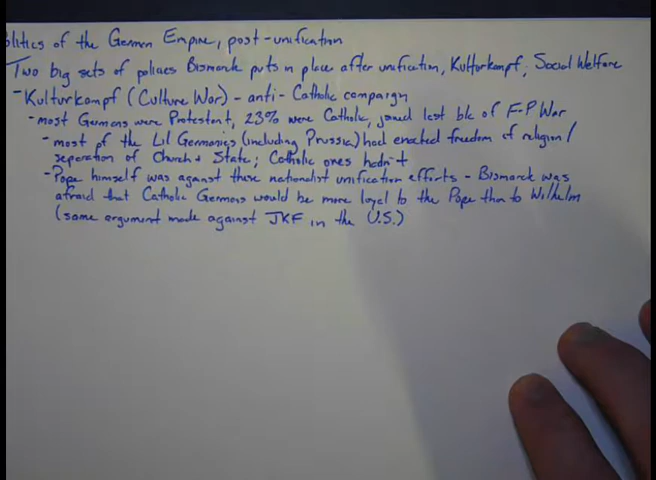 olitics of the German Empire, post-unification
Two big sets of policies Bismarck puts in place after unification, Kulturkampf; Social Welfare
- Kulturkampf (Culture War) - anti-Catholic campaign
- most Germans were Protestant, 23% were Catholic, joined last b/c of F-P War
- most of the Lil Germanies (including Prussia) had enacted freedom of religion/
separation of Church & State; Catholic ones hadn't
- Pope himself was against these nationalist unification efforts - Bismarck was
afraid that Catholic Germans would be more loyal to the Pope than to Wilhelm
(same argument made against JKF in the U.S.)